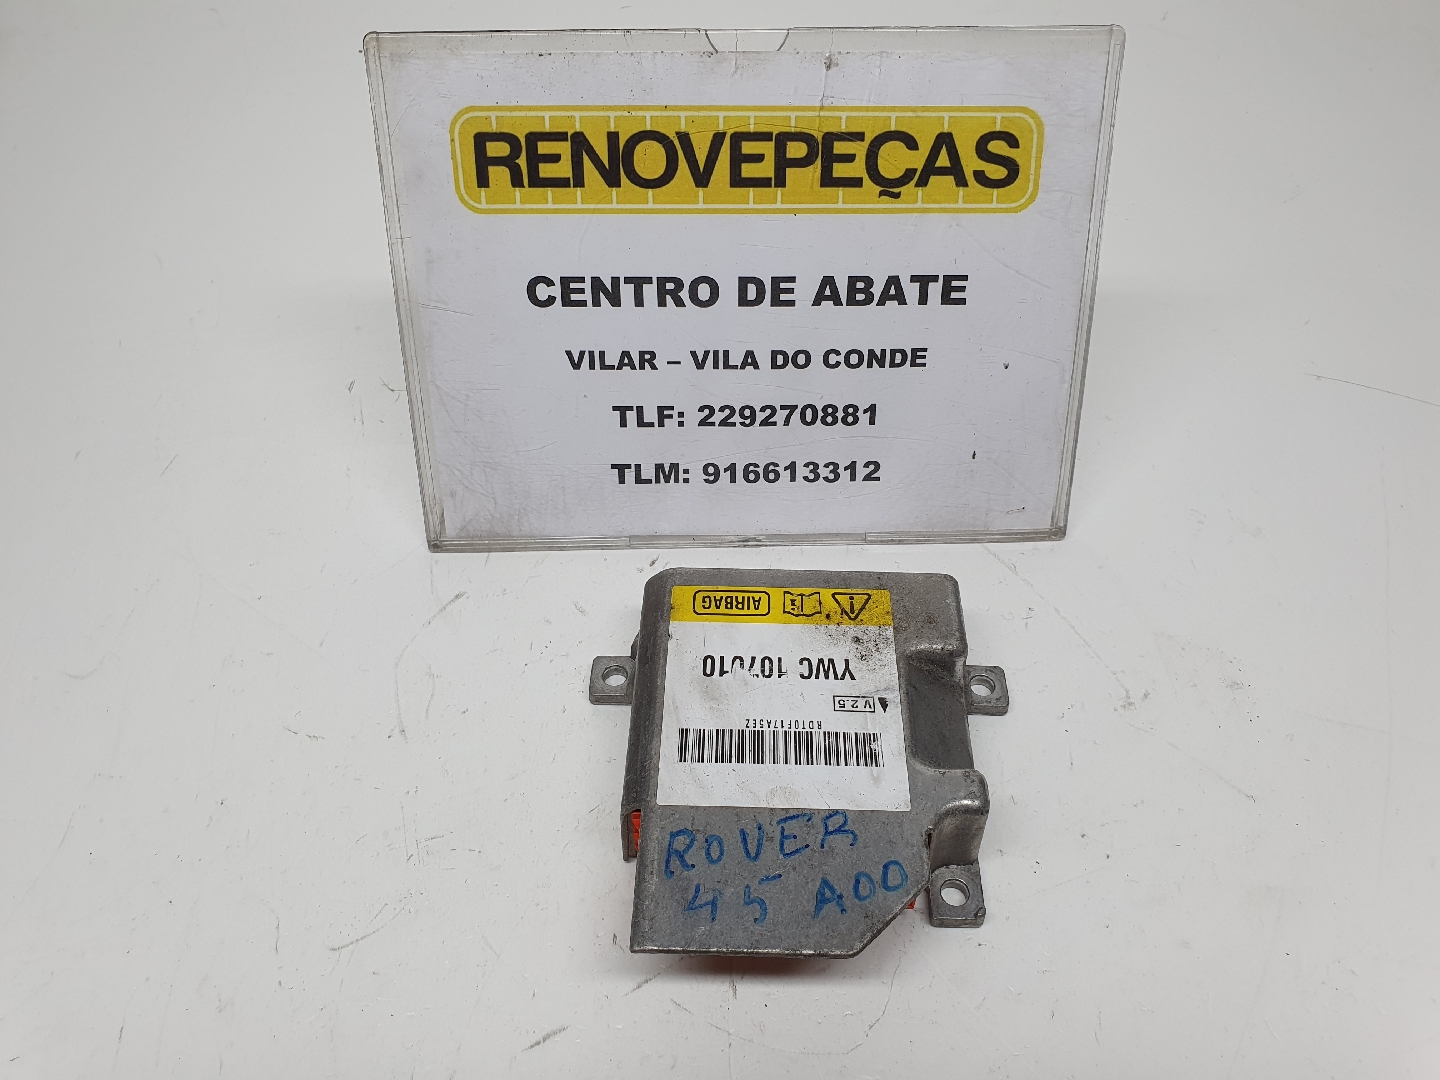 RENOVEPEÇAS
CENTRO DE ABATE
VILAR – VILA DO CONDE
TLF: 229270881
TLM: 916613312
AIRBAG
YWC 107010
V 2.5
RDT0F17A5EZ
ROVER
45 A00